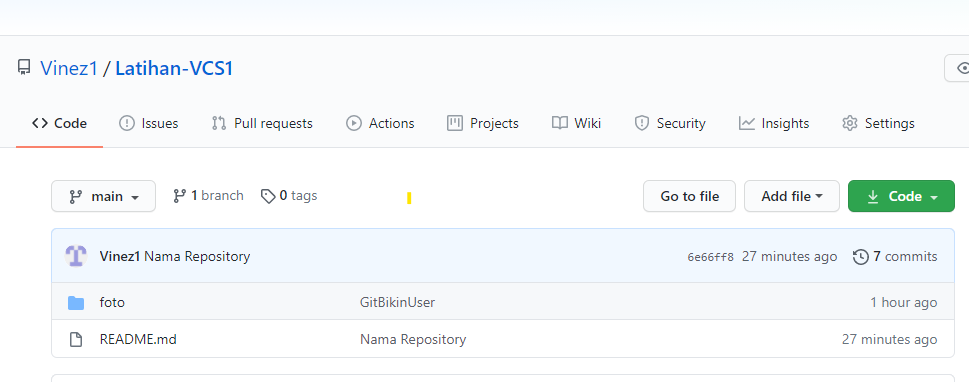 Vinez1 / Latihan-VCS1
Code Issues Pull requests Actions Projects Wiki Security Insights Settings
main 1 branch 0 tags Go to file Add file Code
Vinez1 Nama Repository 6e66ff8 27 minutes ago 7 commits
foto GitBikinUser 1 hour ago
README.md Nama Repository 27 minutes ago